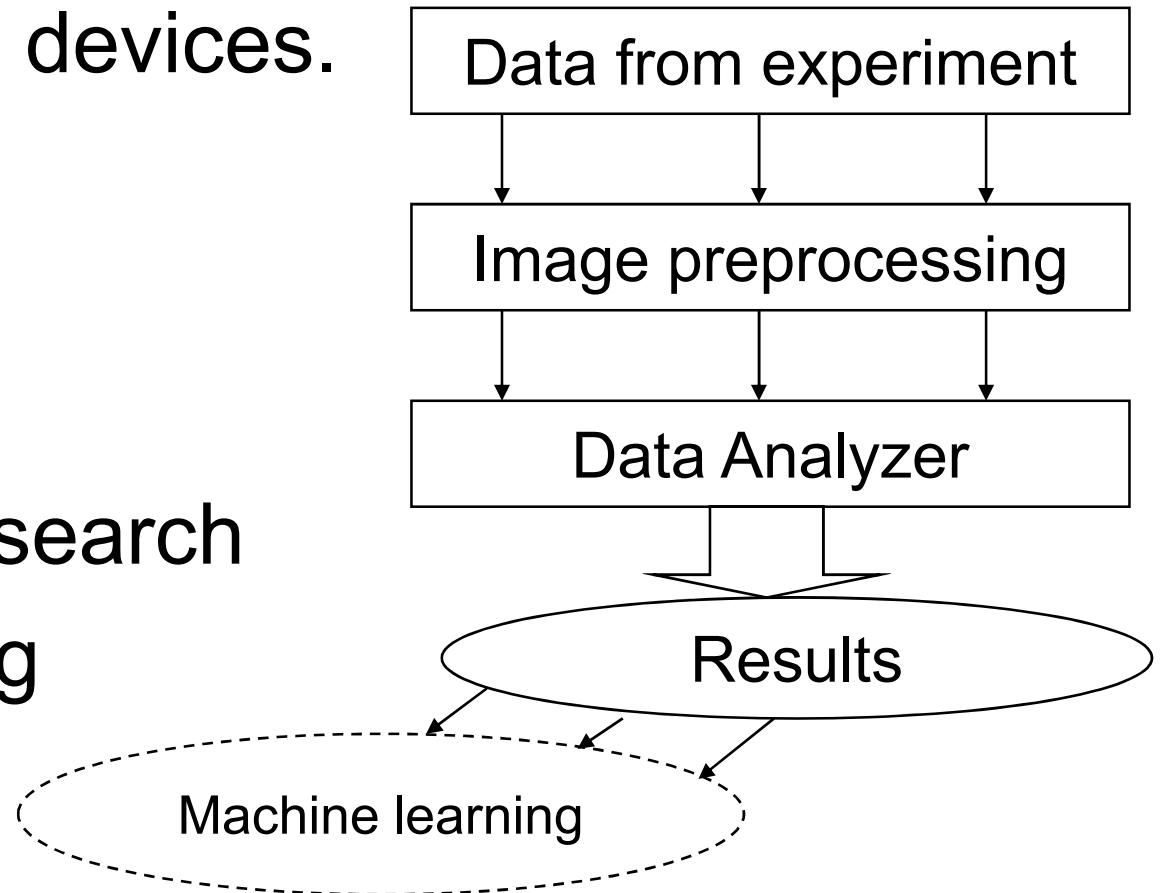 devices.
Data from experiment
Image preprocessing
Data Analyzer
search
g
Results
Machine learning